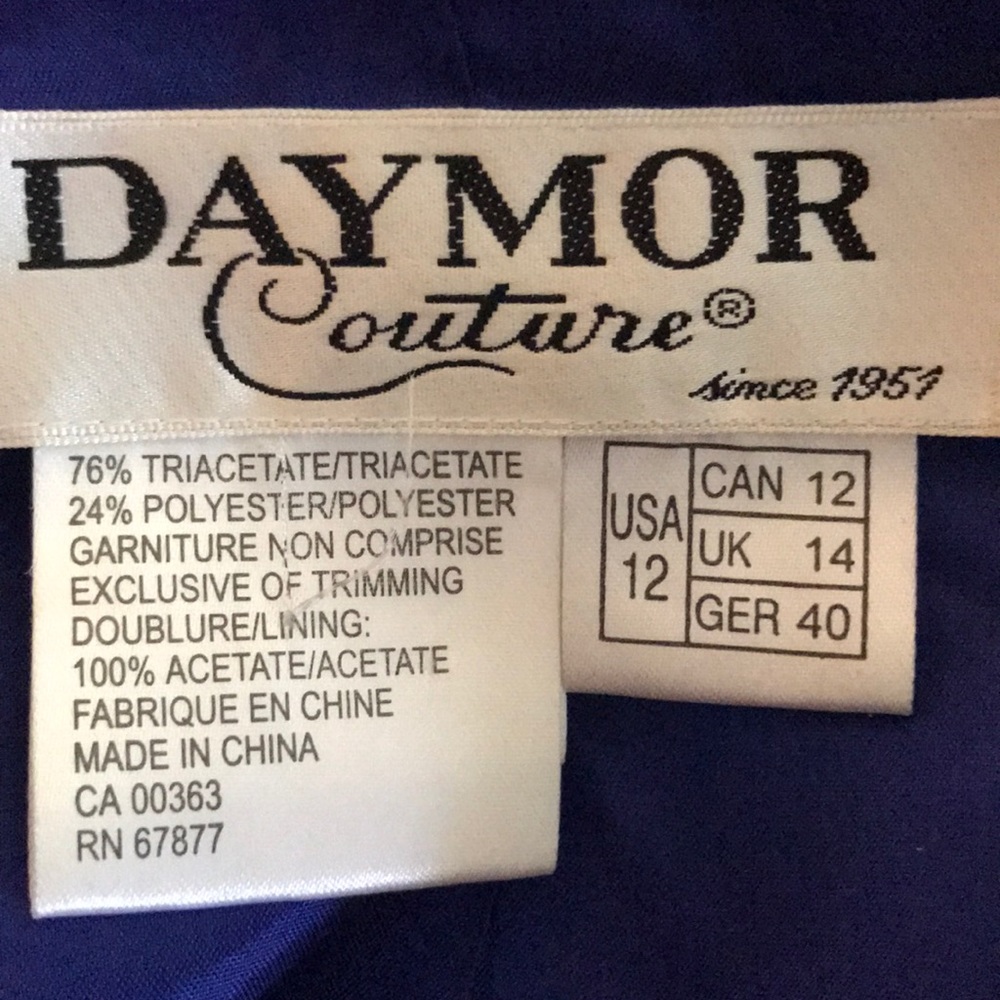 DAYMOR
Couture®
since 1951
76% TRIACETATE/TRIACETATE
24% POLYESTER/POLYESTER
GARNITURE NON COMPRISE
EXCLUSIVE OF TRIMMING
DOUBLURE/LINING:
100% ACETATE/ACETATE
FABRIQUE EN CHINE
MADE IN CHINA
CA 00363
RN 67877
USA
12
CAN 12
UK 14
GER 40